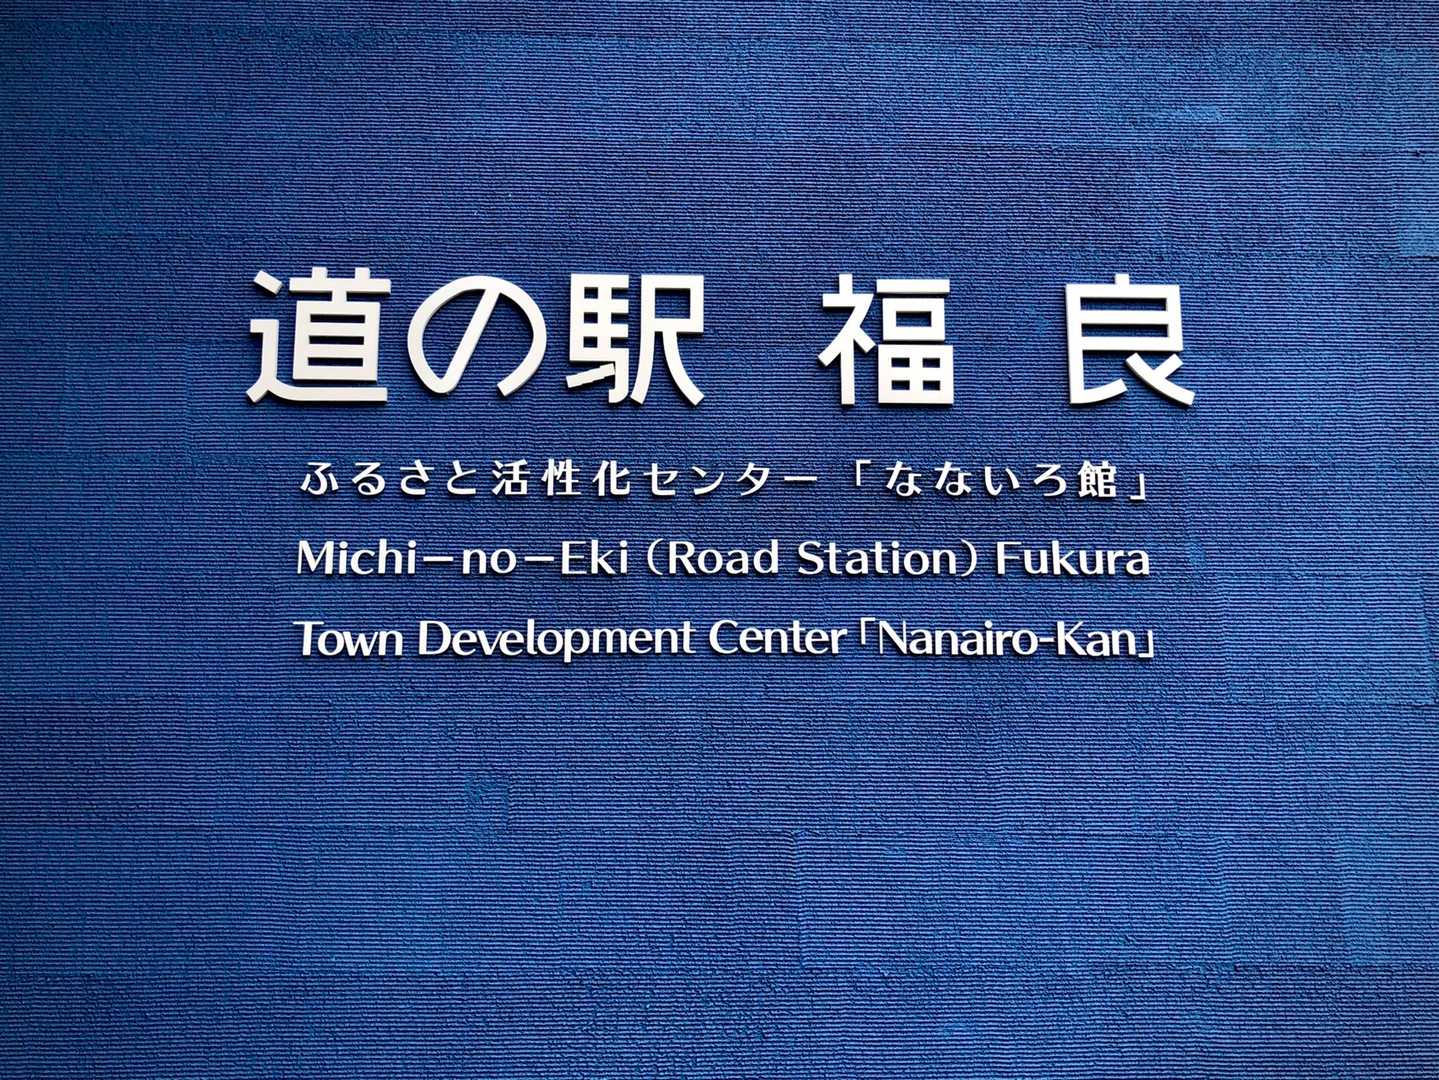 道の駅 福良
ふるさと活性化センター「なないろ館」
Michi-no-Eki (Road Station) Fukura
Town Development Center「Nanairo-Kan」